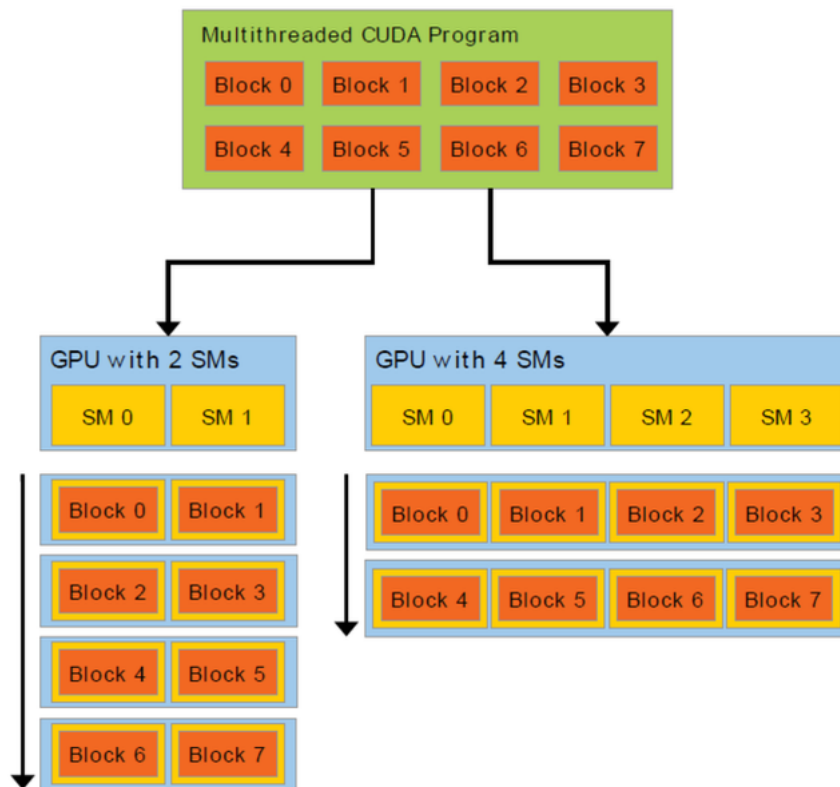 Multithreaded CUDA Program
Block 0 Block 1 Block 2 Block 3
Block 4 Block 5 Block 6 Block 7
GPU with 2 SMs
SM 0 SM 1
Block 0 Block 1
Block 2 Block 3
Block 4 Block 5
Block 6 Block 7
GPU with 4 SMs
SM 0 SM 1 SM 2 SM 3
Block 0 Block 1 Block 2 Block 3
Block 4 Block 5 Block 6 Block 7